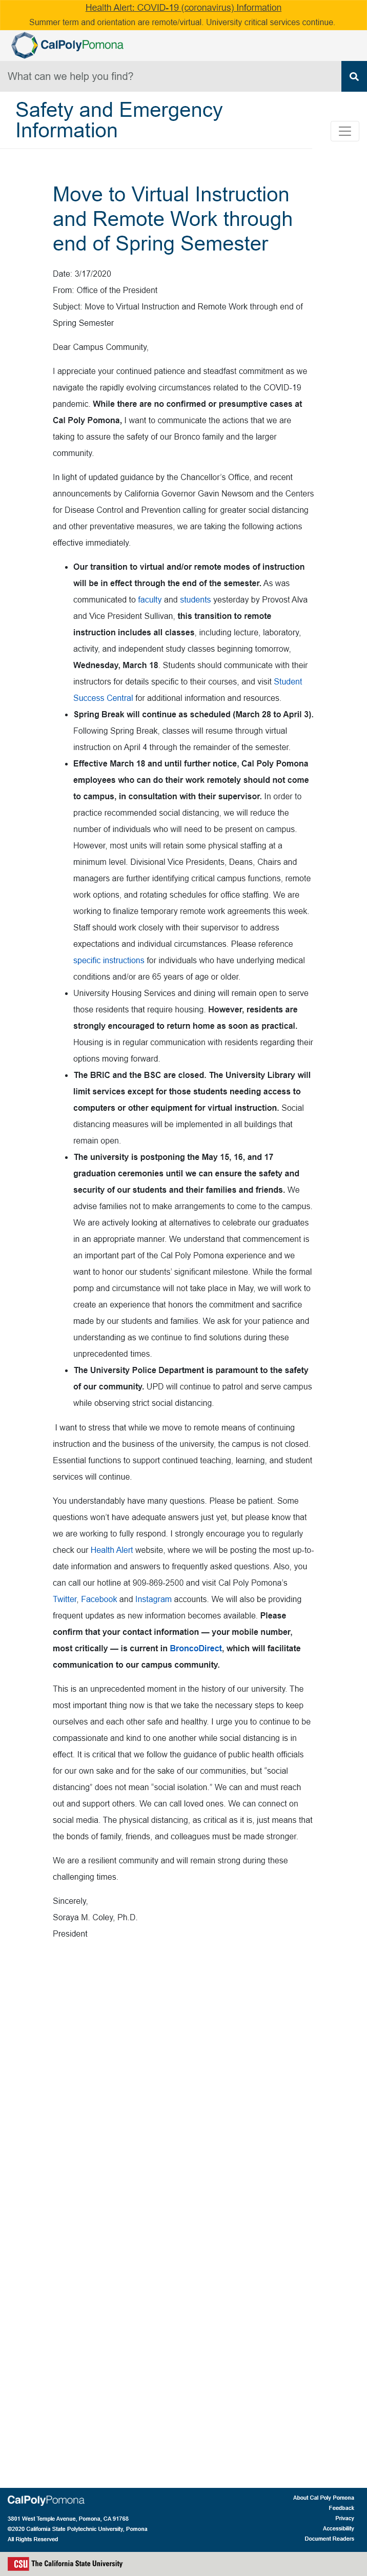 Health Alert: COVID-19 (coronavirus) Information
Summer term and orientation are remote/virtual. University critical services continue
CalPolyPomona
What can we help you find?
Safety and Emergency
Information
Move to Virtual Instruction
and Remote Work through
end of Spring Semester
Date: 3/17/2020
From: Office of the President
Subject: Move to Virtual Instruction and Remote Work through end of
Spring Semester
Dear Campus Community,
I appreciate your continued patience and steadfast commitment as we
navigate the rapidly evolving circumstances related to the COVID-19
pandemic. While there are no confirmed or presumptive cases at
Cal Poly Pomona, I want to communicate the actions that we are
taking to assure the safety of our Bronco family and the larger
community.
In light of updated guidance by the Chancellor's Office, and recent
announcements by California Governor Gavin Newsom and the Centers
for Disease Control and Prevention calling for greater social distancing
and other preventative measures, we are taking the following actions
effective immediately.
• Our transition to virtual and/or remote modes of instruction
will be in effect through the end of the semester. As was
communicated to faculty and students yesterday by Provost Alva
and Vice President Sullivan, this transition to remote
instruction includes all classes, including lecture, laboratory,
activity, and independent study classes beginning tomorrow,
Wednesday, March 18. Students should communicate with their
instructors for details specific to their courses, and visit Student
Success Central for additional information and resources.
• Spring Break will continue as scheduled (March 28 to April 3).
Following Spring Break, classes will resume through virtual
instruction on April 4 through the remainder of the semester.
• Effective March 18 and until further notice, Cal Poly Pomona
employees who can do their work remotely should not come
to campus, in consultation with their supervisor. In order to
practice recommended social distancing, we will reduce the
number of individuals who will need to be present on campus.
However, most units will retain some physical staffing at a
minimum level. Divisional Vice Presidents, Deans, Chairs and
managers are further identifying critical campus functions, remote
work options, and rotating schedules for office staffing. We are
working to finalize temporary remote work agreements this week.
Staff should work closely with their supervisor to address
expectations and individual circumstances. Please reference
specific instructions for individuals who have underlying medical
conditions and/or are 65 years of age or older.
• University Housing Services and dining will remain open to serve
those residents that require housing. However, residents are
strongly encouraged to return home as soon as practical.
Housing is in regular communication with residents regarding their
options moving forward.
• The BRIC and the BSC are closed. The University Library will
limit services except for those students needing access to
computers or other equipment for virtual instruction. Social
distancing measures will be implemented in all buildings that
remain open.
• The university is postponing the May 15, 16, and 17
graduation ceremonies until we can ensure the safety and
security of our students and their families and friends. We
advise families not to make arrangements to come to the campus.
We are actively looking at alternatives to celebrate our graduates
in an appropriate manner. We understand that commencement is
an important part of the Cal Poly Pomona experience and we
want to honor our students' significant milestone. While the formal
pomp and circumstance will not take place in May, we will work to
create an experience that honors the commitment and sacrifice
made by our students and families. We ask for your patience and
understanding as we continue to find solutions during these
unprecedented times.
• The University Police Department is paramount to the safety
of our community. UPD will continue to patrol and serve campus
while observing strict social distancing.
I want to stress that while we move to remote means of continuing
instruction and the business of the university, the campus is not closed.
Essential functions to support continued teaching, learning, and student
services will continue.
You understandably have many questions. Please be patient. Some
questions won't have adequate answers just yet, but please know that
we are working to fully respond. I strongly encourage you to regularly
check our Health Alert website, where we will be posting the most up-to-
date information and answers to frequently asked questions. Also, you
can call our hotline at 909-869-2500 and visit Cal Poly Pomona's
Twitter, Facebook and Instagram accounts. We will also be providing
frequent updates as new information becomes available. Please
confirm that your contact information — your mobile number,
most critically — is current in BroncoDirect, which will facilitate
communication to our campus community.
This is an unprecedented moment in the history of our university. The
most important thing now is that we take the necessary steps to keep
ourselves and each other safe and healthy. I urge you to continue to be
compassionate and kind to one another while social distancing is in
effect. It is critical that we follow the guidance of public health officials
for our own sake and for the sake of our communities, but "social
distancing" does not mean "social isolation." We can and must reach
out and support others. We can call loved ones. We can connect on
social media. The physical distancing, as critical as it is, just means that
the bonds of family, friends, and colleagues must be made stronger.
We are a resilient community and will remain strong during these
challenging times.
Sincerely,
Soraya M. Coley, Ph.D.
President
CalPolyPomona
3801 West Temple Avenue, Pomona, CA 91768
©2020 California State Polytechnic University, Pomona
All Rights Reserved
About Cal Poly Pomona
Feedback
Privacy
Accessibility
Document Readers
CSU The California State University